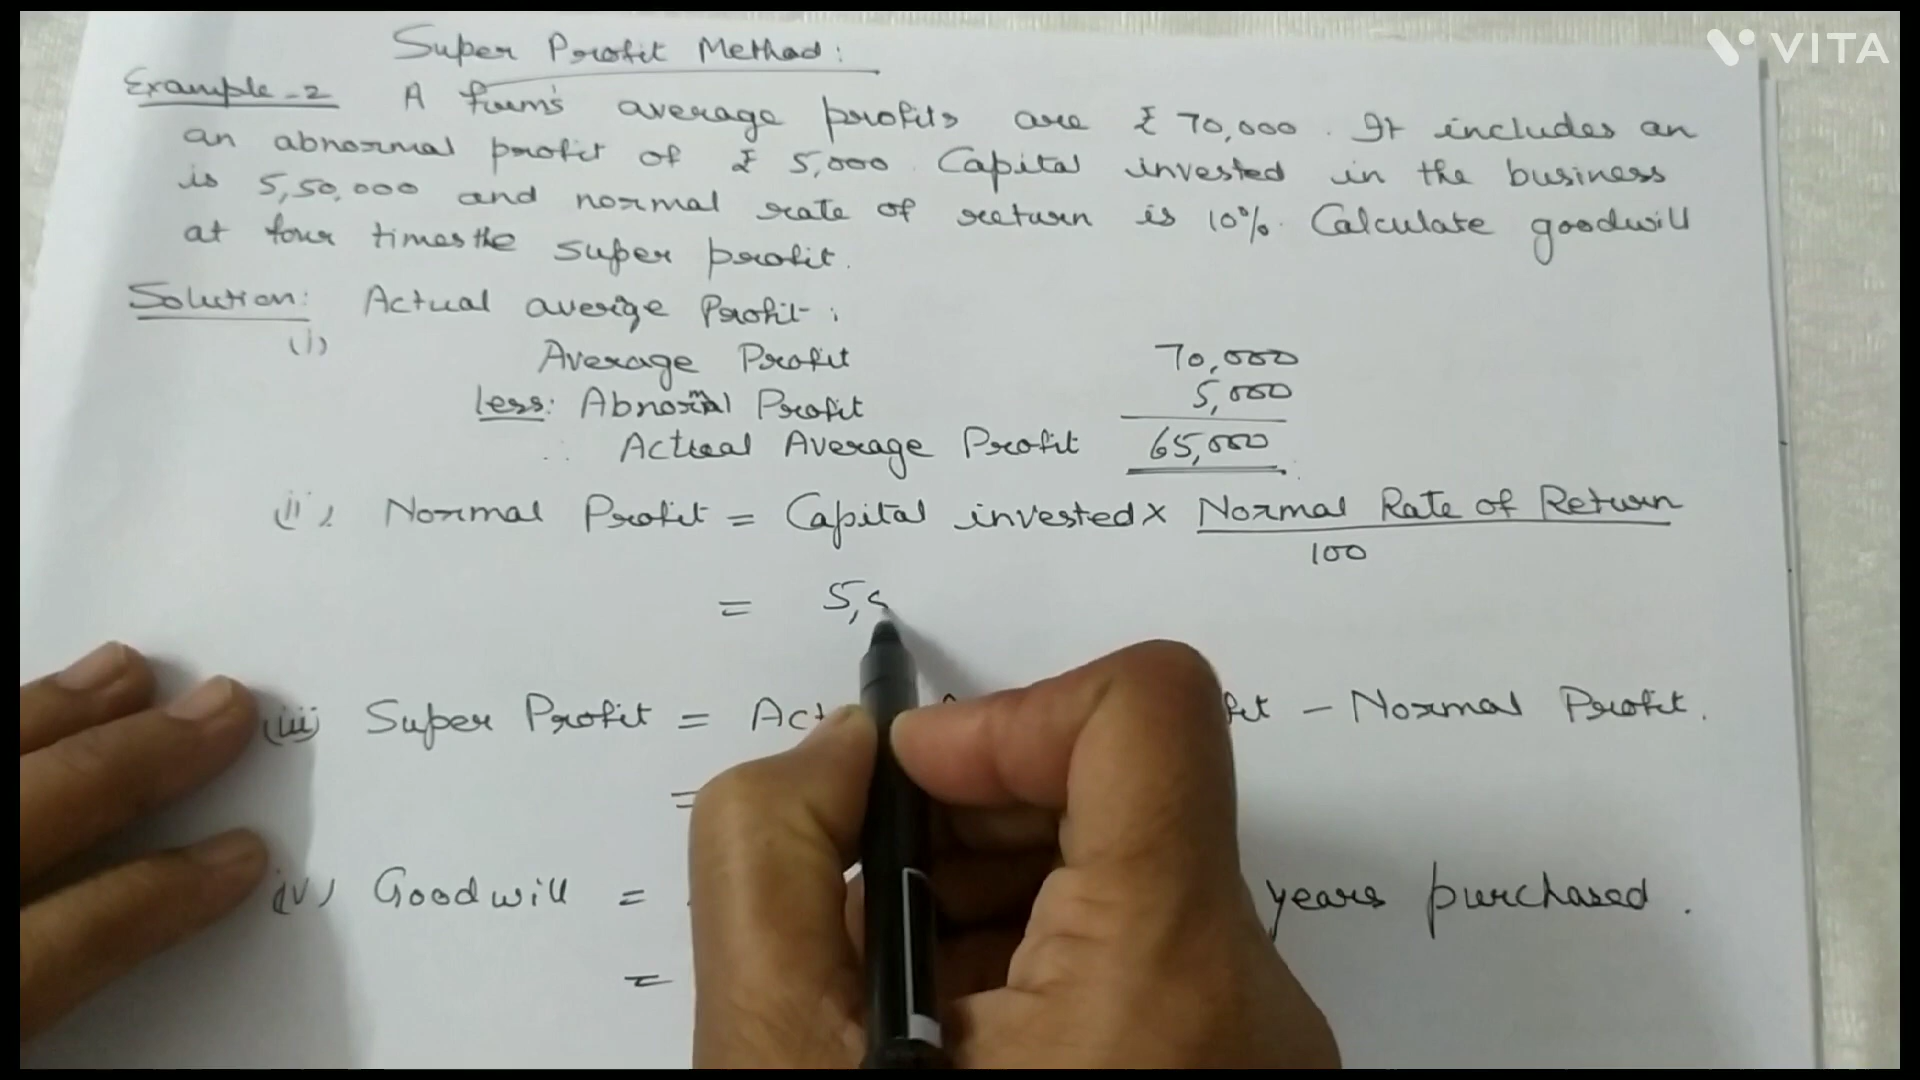 VITA
Super Profit Method:
Example-2 A firm's average profits are ₹ 70,000. It includes an
an abnormal profit of ₹ 5,000. Capital invested in the business
is 5,50,000 and normal rate of return is 10%. Calculate goodwill
at four times the super profit.
Solution: Actual average Profit:
(i)
Average Profit 70,000
less: Abnormal Profit 5,000
∴ Actual Average Profit 65,000
(ii) Normal Profit = Capital invested x Normal Rate of Return
100
= 5,5
(iii) Super Profit = Act fit - Normal Profit.
=
(iv) Goodwill = years purchased.
=